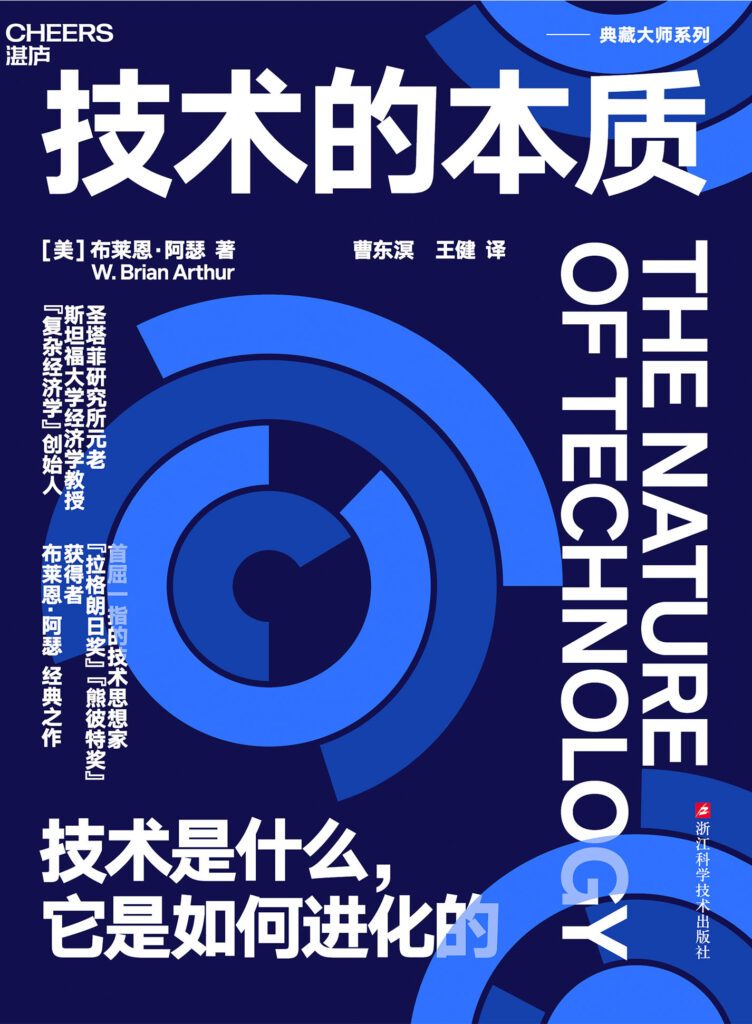 CHEERS
湛庐
典藏大师系列
技术的本质
[美] 布莱恩·阿瑟 著
W. Brian Arthur
曹东溟 王健 译
THE NATURE
OF TECHNOLOGY
圣塔菲研究所元老
斯坦福大学经济学教授
『复杂经济学』创始人
首屈一指的技术思想家
『拉格朗日奖』『熊彼特奖』
获得者
布莱恩·阿瑟 经典之作
技术是什么，
它是如何进化的
浙江科学技术出版社